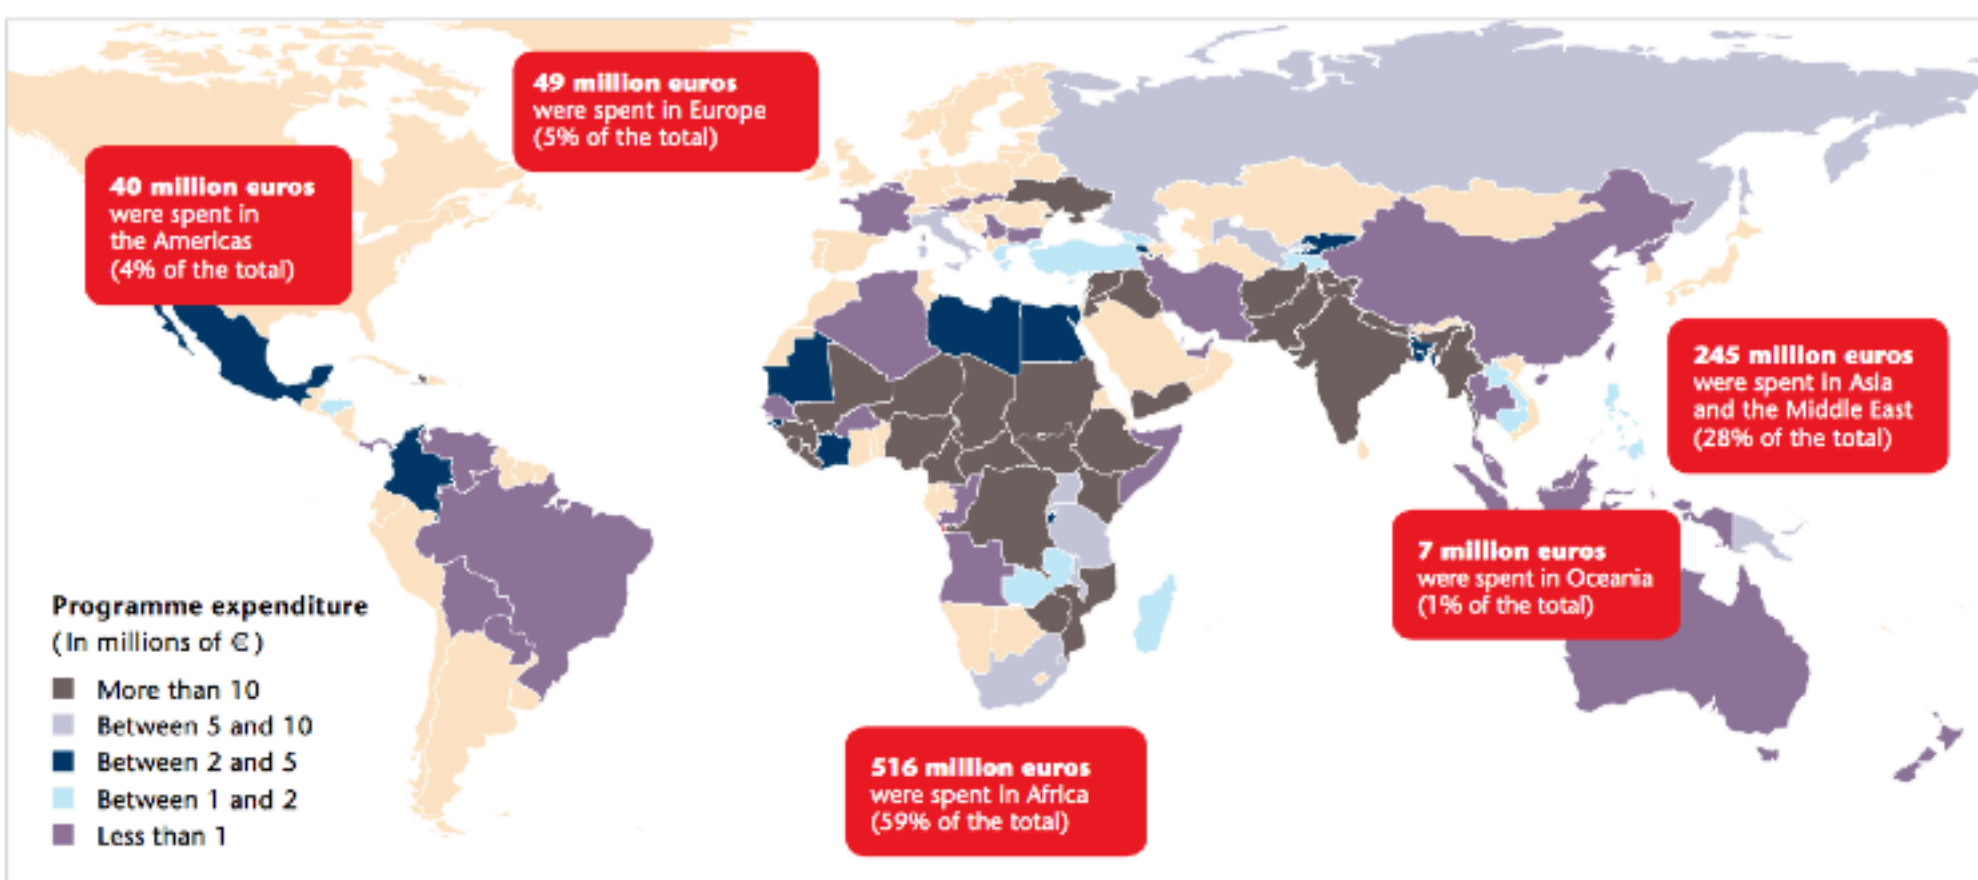 49 million euros
were spent in Europe
(5% of the total)
40 million euros
were spent in
the Americas
(4% of the total)
245 million euros
were spent in Asia
and the Middle East
(28% of the total)
7 million euros
were spent in Oceania
(1% of the total)
516 million euros
were spent in Africa
(59% of the total)
Programme expenditure
(In millions of €)
More than 10
Between 5 and 10
Between 2 and 5
Between 1 and 2
Less than 1